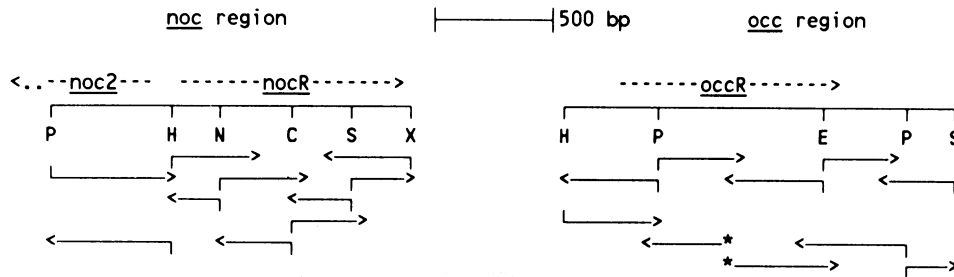 noc region 500 bp occ region
<..--noc2---- -------nocR-------> -------occR------->
P H N C S X H P E P S
* 
*